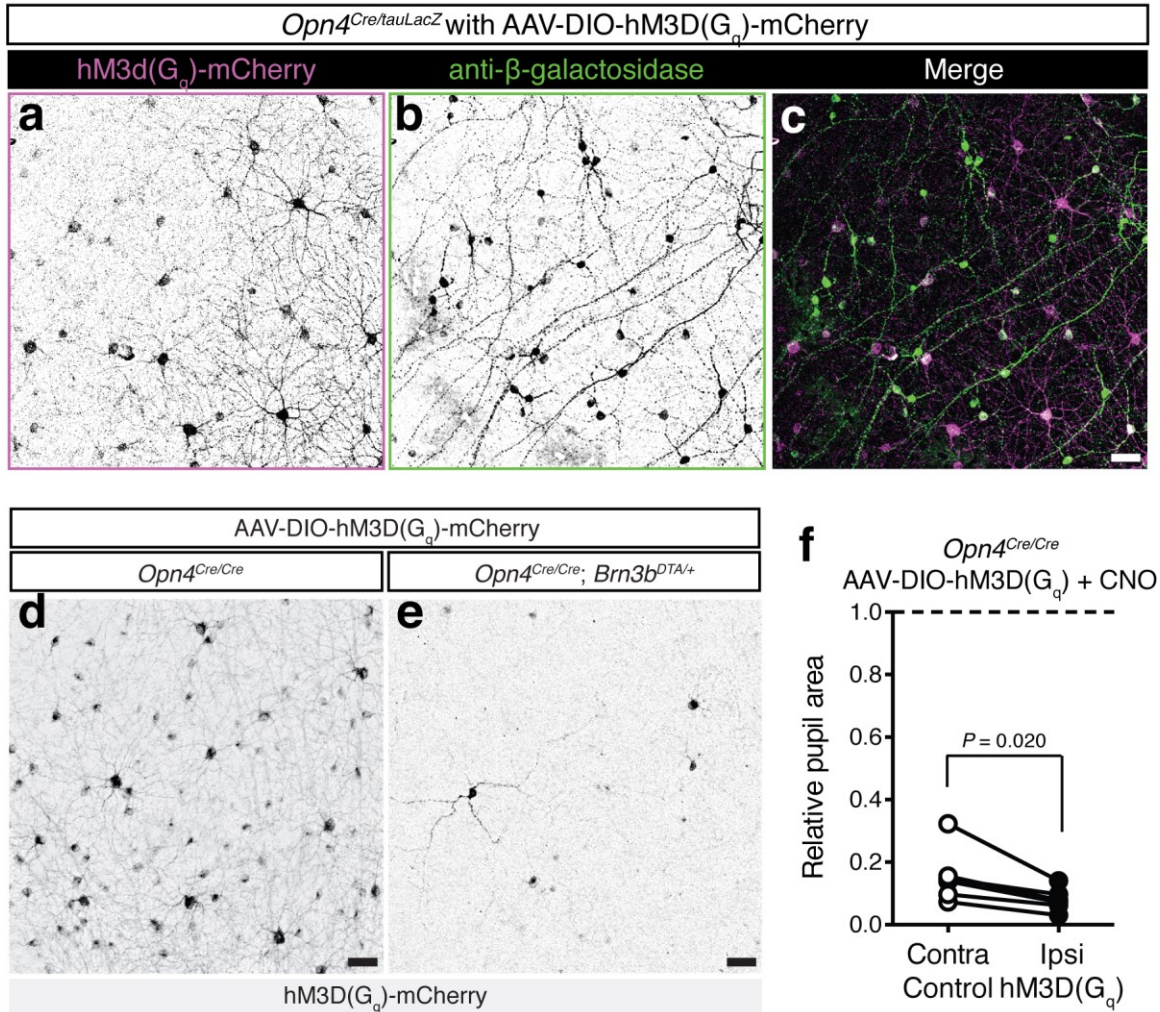 Opn4Cre/tauLacZ with AAV-DIO-hM3D(Gq)-mCherry
hM3d(Gq)-mCherry
anti-β-galactosidase
Merge
a
b
c
AAV-DIO-hM3D(Gq)-mCherry
Opn4Cre/Cre
Opn4Cre/Cre; Brn3bDTA/+
d
e
hM3D(Gq)-mCherry
f
Opn4Cre/Cre
AAV-DIO-hM3D(Gq) + CNO
Relative pupil area
1.0
0.8
0.6
0.4
0.2
0.0
P = 0.020
Contra
Ipsi
Control
hM3D(Gq)